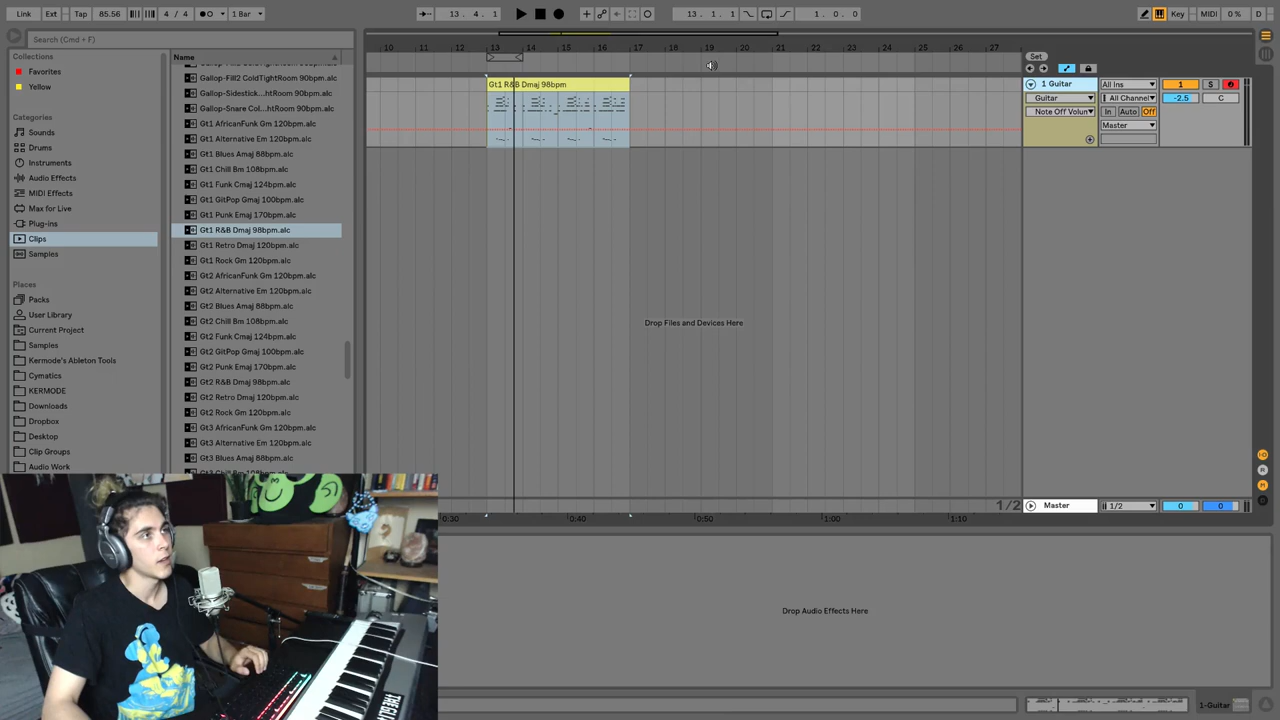 Link Ext Tap 85.56 4 / 4 1 Bar 13. 4. 1 13. 1. 1 1. 0. 0 Key MIDI 0 % D
Search (Cmd + F)
Collections
Favorites
Yellow
Categories
Sounds
Drums
Instruments
Audio Effects
MIDI Effects
Max for Live
Plug-ins
Clips
Samples
Places
Packs
User Library
Current Project
Samples
Kermode's Ableton Tools
Cymatics
KERMODE
Downloads
Dropbox
Desktop
Clip Groups
Audio Work
Name
Gallop-Fill2 ColdTightRoom 90bpm.alc
Gallop-Sidestick...htRoom 90bpm.alc
Gallop-Snare Col...htRoom 90bpm.alc
Gt1 AfricanFunk Gm 120bpm.alc
Gt1 Alternative Em 120bpm.alc
Gt1 Blues Amaj 88bpm.alc
Gt1 Chill Bm 108bpm.alc
Gt1 Funk Cmaj 124bpm.alc
Gt1 GitPop Gmaj 100bpm.alc
Gt1 Punk Emaj 170bpm.alc
Gt1 R&B Dmaj 98bpm.alc
Gt1 Retro Dmaj 120bpm.alc
Gt1 Rock Gm 120bpm.alc
Gt2 AfricanFunk Gm 120bpm.alc
Gt2 Alternative Em 120bpm.alc
Gt2 Blues Amaj 88bpm.alc
Gt2 Chill Bm 108bpm.alc
Gt2 Funk Cmaj 124bpm.alc
Gt2 GitPop Gmaj 100bpm.alc
Gt2 Punk Emaj 170bpm.alc
Gt2 R&B Dmaj 98bpm.alc
Gt2 Retro Dmaj 120bpm.alc
Gt2 Rock Gm 120bpm.alc
Gt3 AfricanFunk Gm 120bpm.alc
Gt3 Alternative Em 120bpm.alc
Gt3 Blues Amaj 88bpm.alc
10 11 12 13 14 15 16 17 18 19 20 21 22 23 24 25 26 27
Gt1 R&B Dmaj 98bpm
Drop Files and Devices Here
1/2
0:30 0:40 0:50 1:00 1:10
Set
1 Guitar All Ins 1 S
Guitar All Channel -2.5 C
Note Off Volun In Auto Off
Master
Master 1/2 0 0
Drop Audio Effects Here
1-Guitar